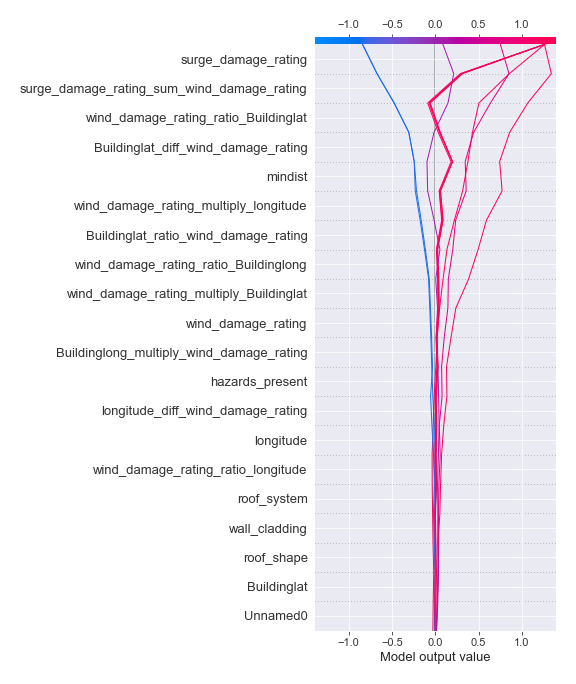 −1.0 −0.5 0.0 0.5 1.0
surge_damage_rating
surge_damage_rating_sum_wind_damage_rating
wind_damage_rating_ratio_Buildinglat
Buildinglat_diff_wind_damage_rating
mindist
wind_damage_rating_multiply_longitude
Buildinglat_ratio_wind_damage_rating
wind_damage_rating_ratio_Buildinglong
wind_damage_rating_multiply_Buildinglat
wind_damage_rating
Buildinglong_multiply_wind_damage_rating
hazards_present
longitude_diff_wind_damage_rating
longitude
wind_damage_rating_ratio_longitude
roof_system
wall_cladding
roof_shape
Buildinglat
Unnamed0
−1.0 −0.5 0.0 0.5 1.0
Model output value